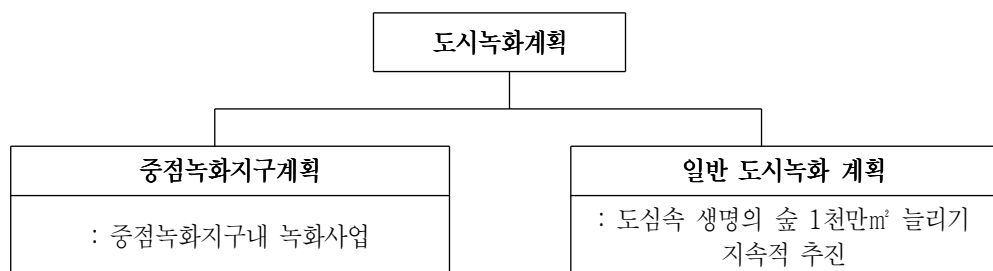 도시녹화계획
중점녹화지구계획
: 중점녹화지구내 녹화사업
일반 도시녹화 계획
: 도심속 생명의 숲 1천만㎡ 늘리기
지속적 추진